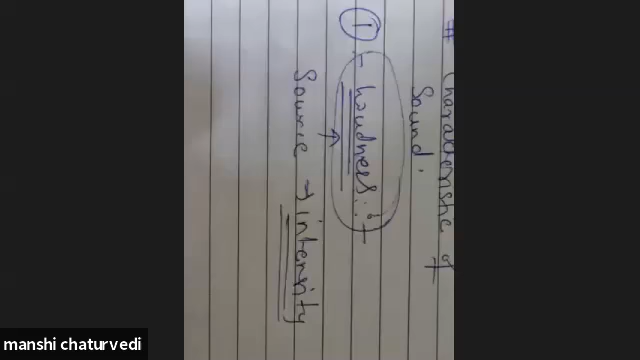 # Characteristic of
Sound.
① - Loudness :-
Source → intensity
manshi chaturvedi